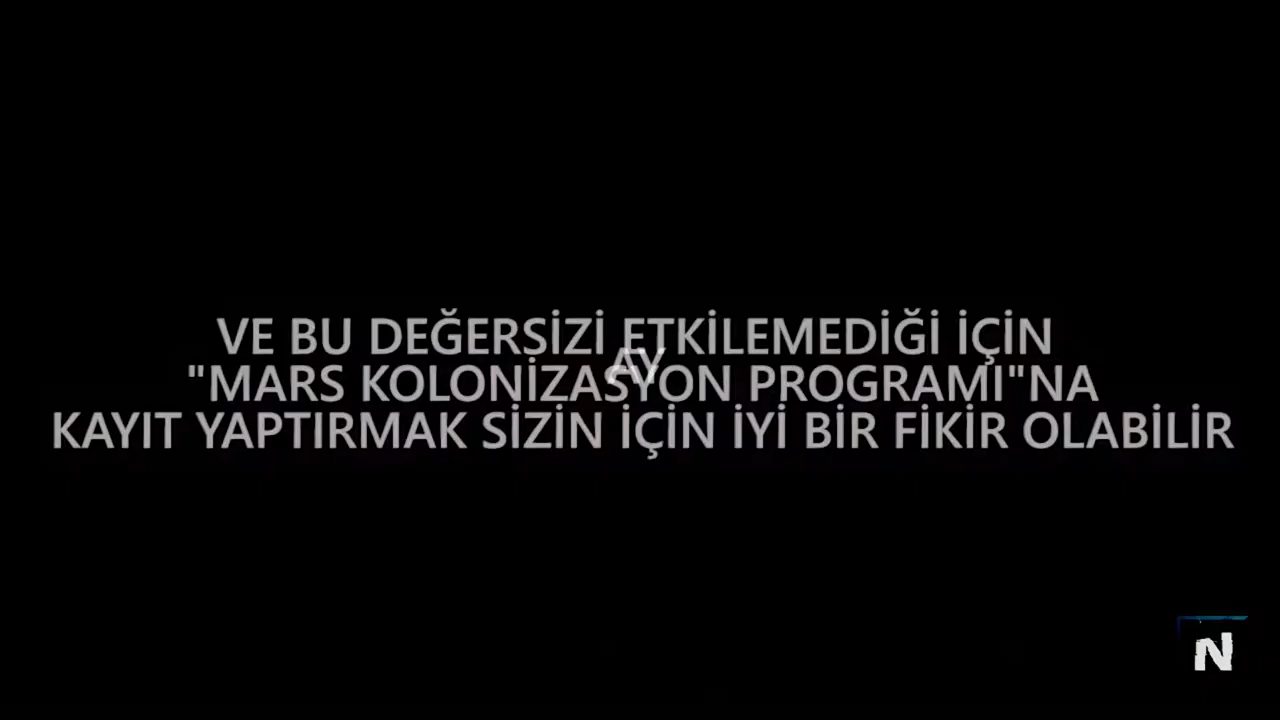 VE BU DEĞERSİZİ ETKİLEMEDİĞİ İÇİN
AY
"MARS KOLONİZASYON PROGRAMI"NA
KAYIT YAPTIRMAK SİZİN İÇİN İYİ BİR FİKİR OLABİLİR
N